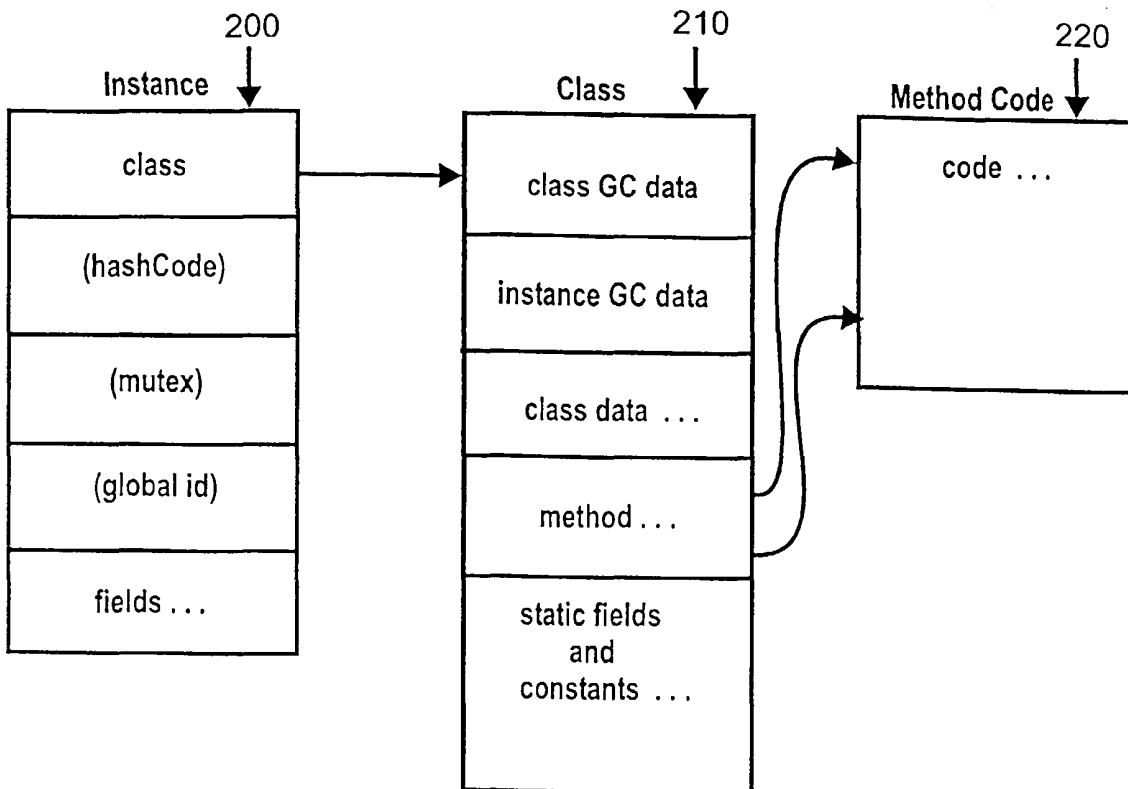 200
Instance
class
(hashCode)
(mutex)
(global id)
fields . . .
210
Class
class GC data
instance GC data
class data . . .
method . . .
static fields
and
constants . . .
220
Method Code
code . . .